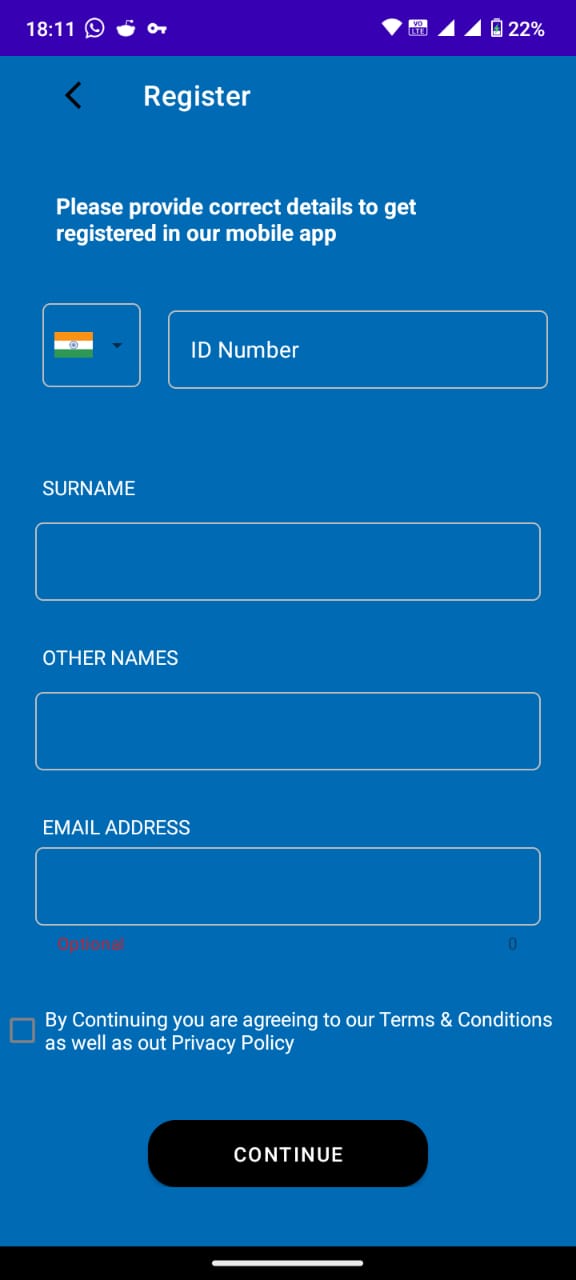 18:11 VO LTE 22%
Register
Please provide correct details to get
registered in our mobile app
ID Number
SURNAME
OTHER NAMES
EMAIL ADDRESS
Optional 0
By Continuing you are agreeing to our Terms & Conditions
as well as out Privacy Policy
CONTINUE